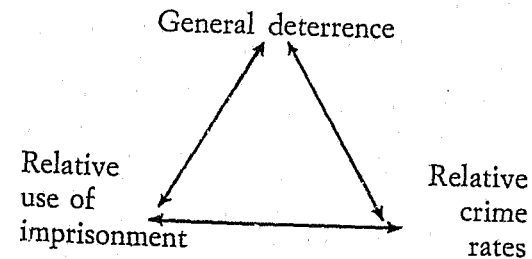 General deterrence
Relative
use of
imprisonment
Relative
crime
rates